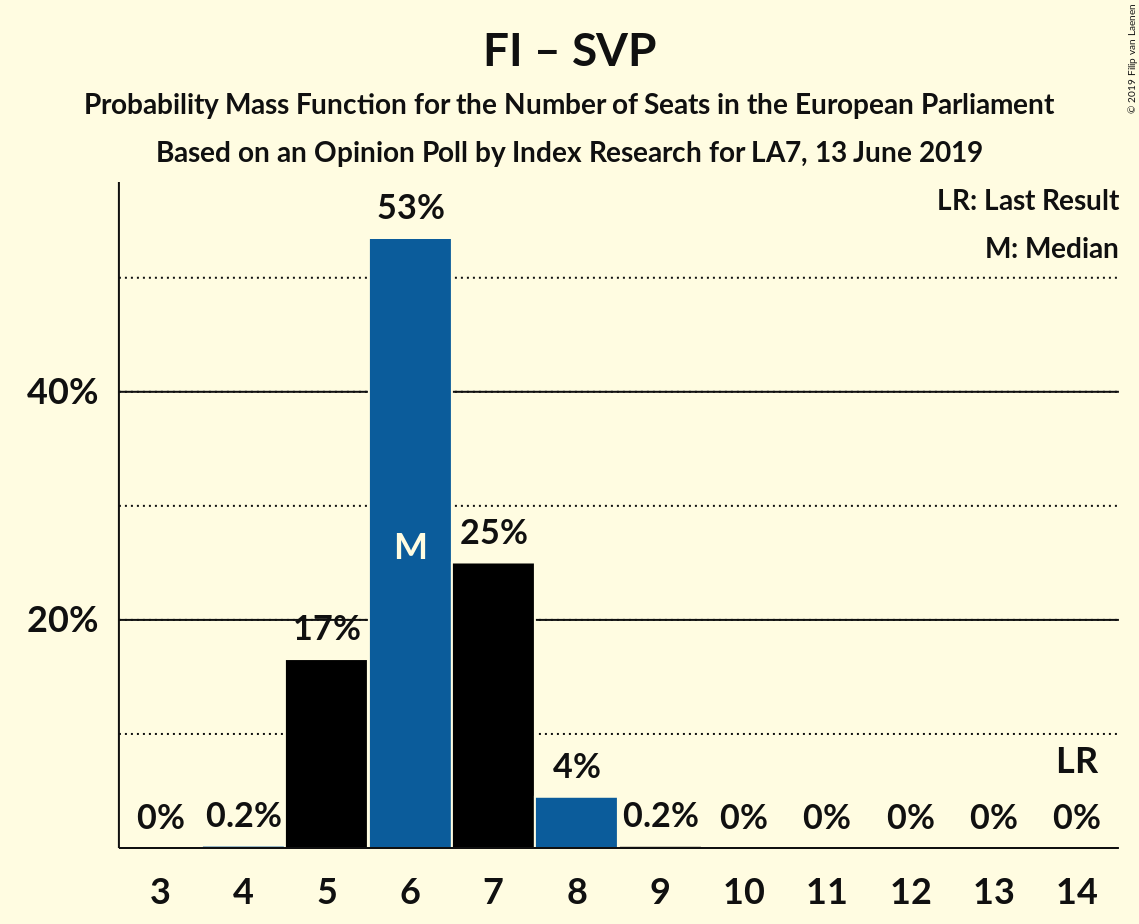 FI – SVP
Probability Mass Function for the Number of Seats in the European Parliament
Based on an Opinion Poll by Index Research for LA7, 13 June 2019
© 2019 Filip van Laenen
LR: Last Result
M: Median
53%
40%
M
25%
20%
17%
4%
LR
0%
0.2%
0.2%
0%
0%
0%
0%
0%
3 4 5 6 7 8 9 10 11 12 13 14